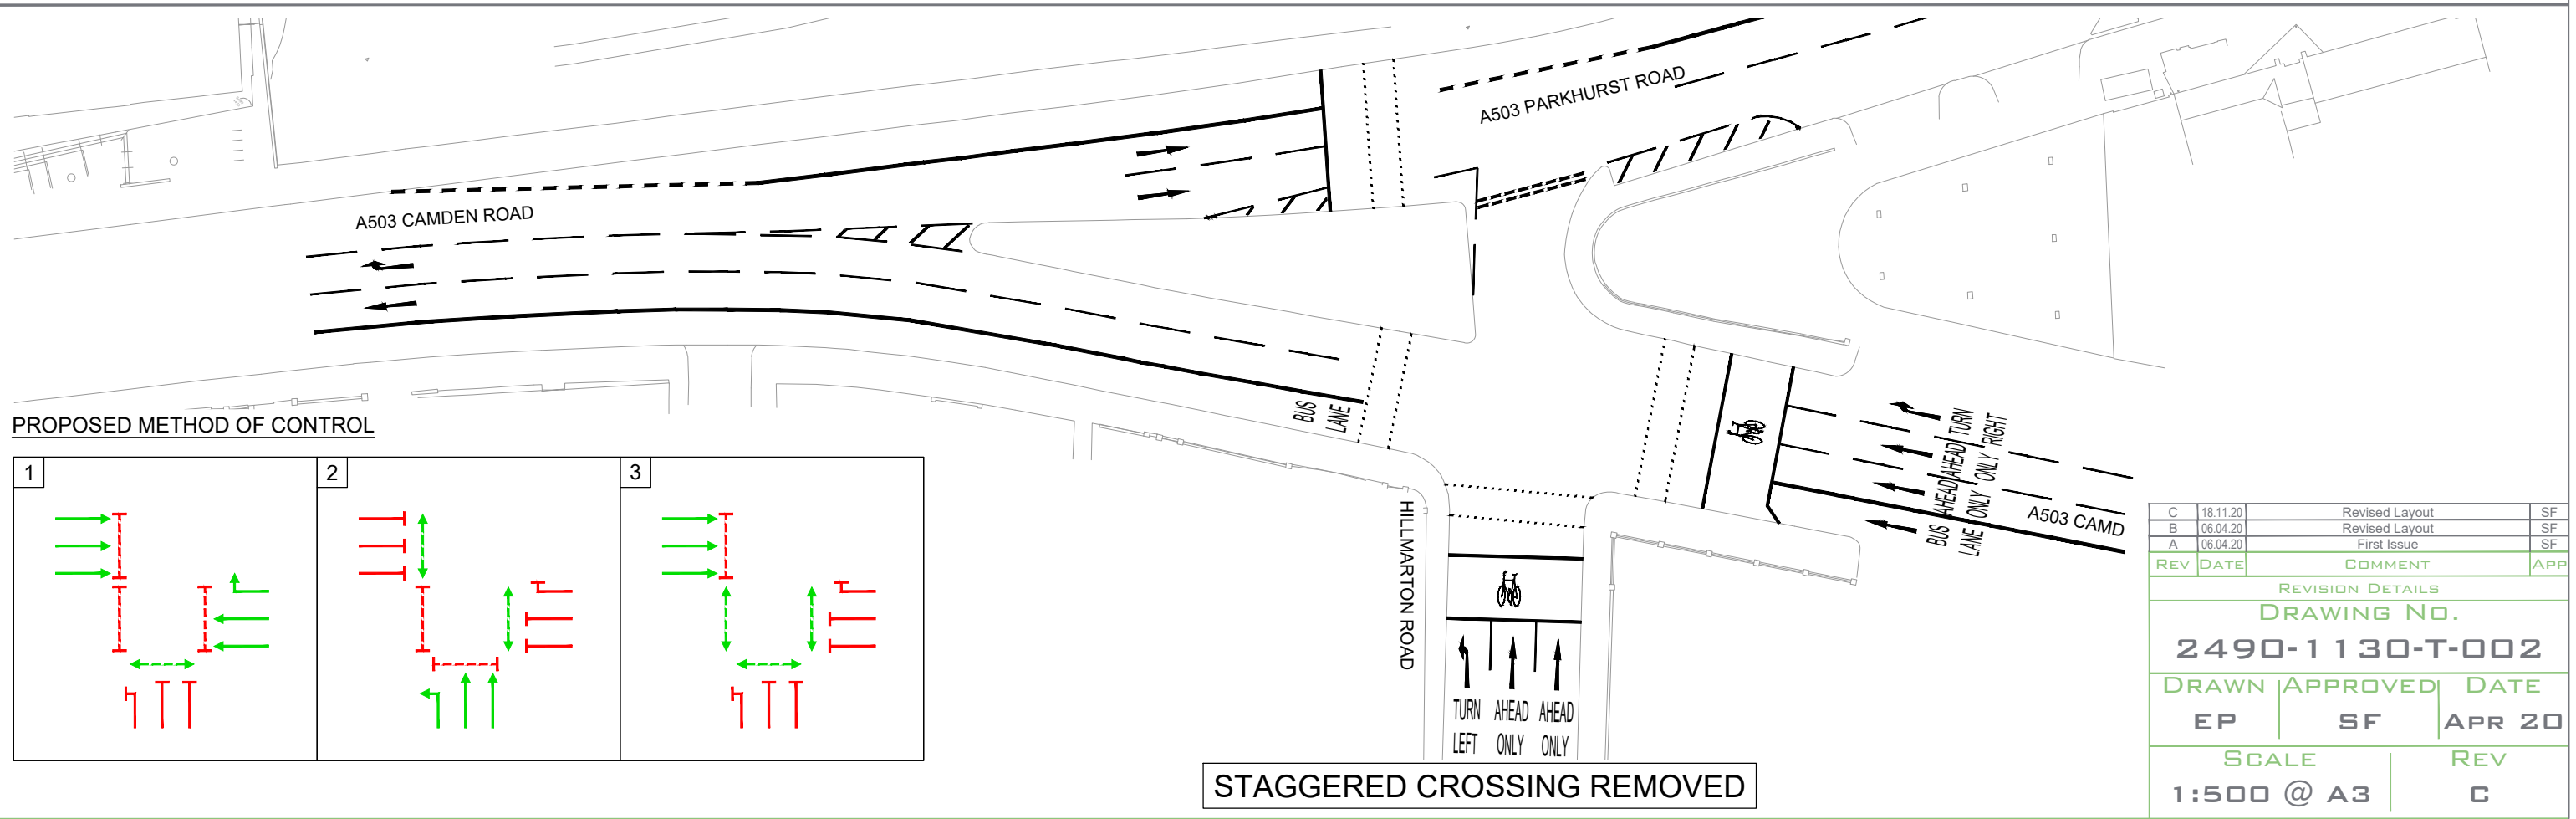 A503 PARKHURST ROAD
A503 CAMDEN ROAD
BUS
LANE
PROPOSED METHOD OF CONTROL
1
2
3
HILLMARTON ROAD
TURN
RIGHT
AHEAD
ONLY
AHEAD
ONLY
BUS
LANE
A503 CAMD
TURN AHEAD AHEAD
LEFT ONLY ONLY
STAGGERED CROSSING REMOVED
C 18.11.20 Revised Layout SF
B 06.04.20 Revised Layout SF
A 06.04.20 First Issue SF
REV DATE COMMENT APP
REVISION DETAILS
DRAWING NO.
2490-1130-T-002
DRAWN APPROVED DATE
EP SF APR 20
SCALE REV
1:500 @ A3 C